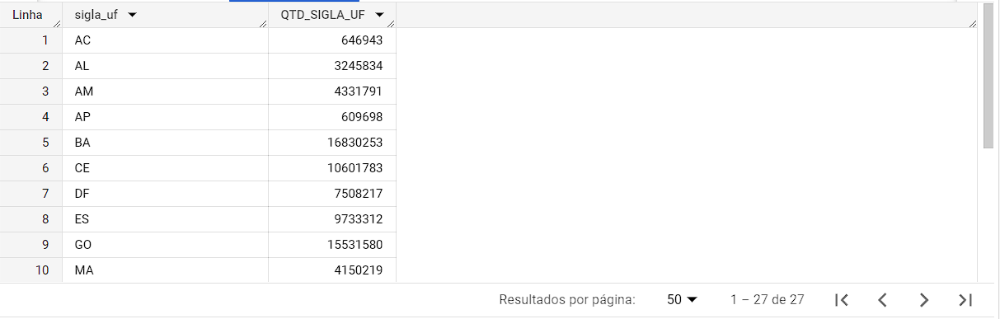 Linha sigla_uf QTD_SIGLA_UF
1 AC 646943
2 AL 3245834
3 AM 4331791
4 AP 609698
5 BA 16830253
6 CE 10601783
7 DF 7508217
8 ES 9733312
9 GO 15531580
10 MA 4150219
Resultados por página: 50 1 – 27 de 27